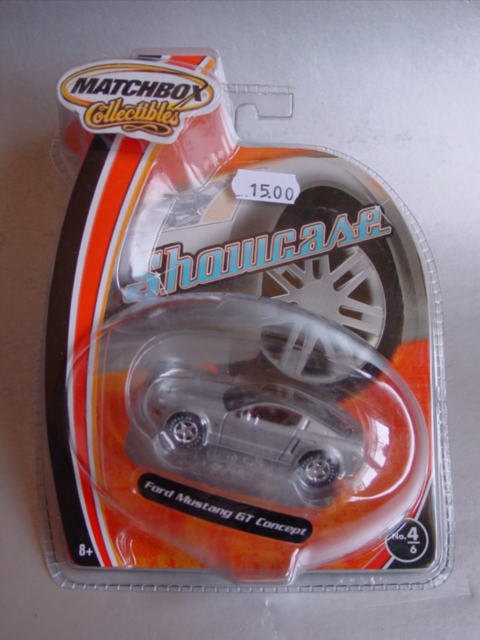 MATCHBOX
Collectibles
15.00
Showcase
Ford Mustang GT Concept
8+
No. 4
6